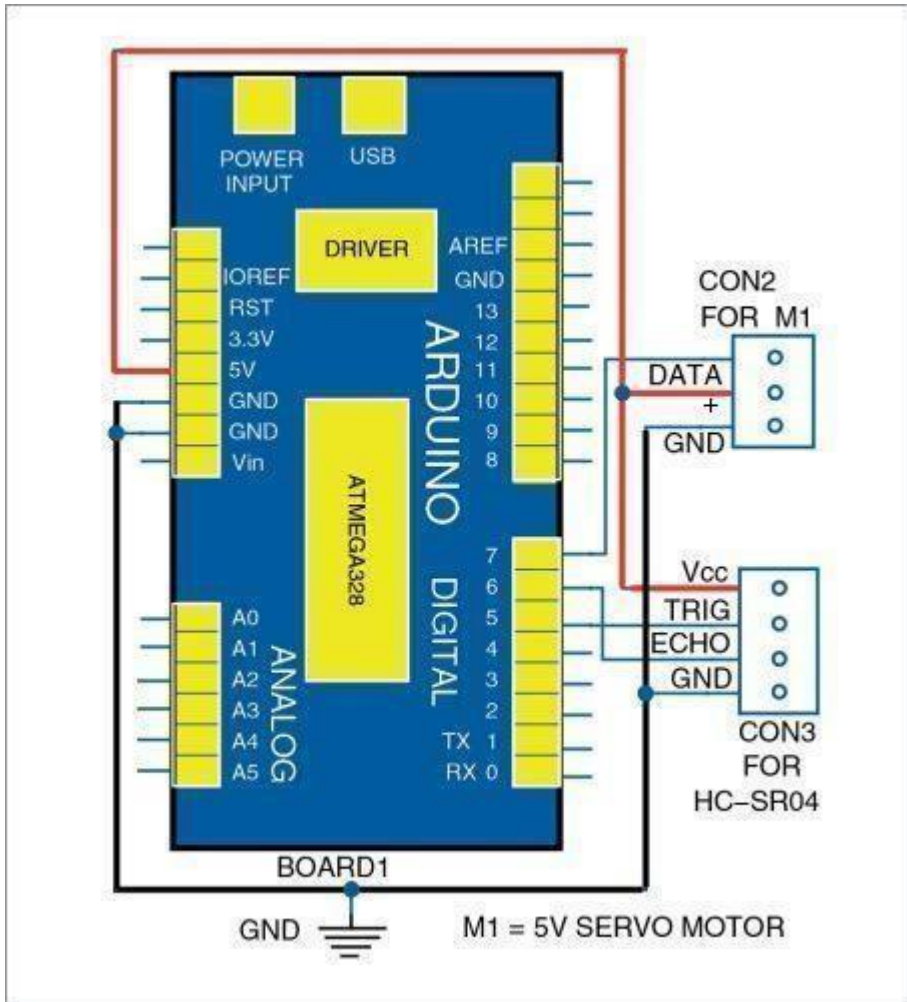 POWER
INPUT
USB
DRIVER
IOREF
RST
3.3V
5V
GND
GND
Vin
AREF
GND
13
12
11
10
9
8
ARDUINO
ATMEGA328
7
6
5
4
3
2
TX 1
RX 0
DIGITAL
A0
A1
A2
A3
A4
A5
ANALOG
CON2
FOR M1
DATA
+
GND
Vcc
TRIG
ECHO
GND
CON3
FOR
HC–SR04
BOARD1
GND
M1 = 5V SERVO MOTOR